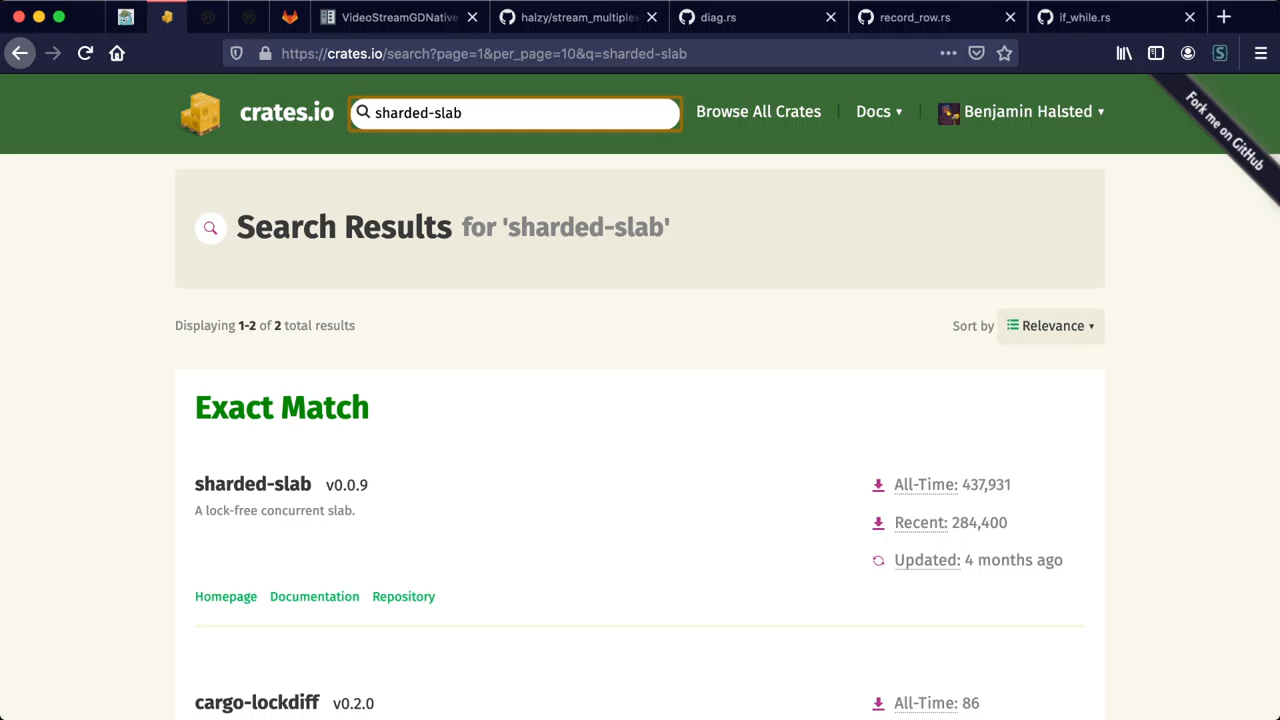 VideoStreamGDNative
halzy/stream_multiplex
diag.rs
record_row.rs
if_while.rs
https://crates.io/search?page=1&per_page=10&q=sharded-slab
crates.io
sharded-slab
Browse All Crates
Docs ▾
Benjamin Halsted ▾
Fork me on GitHub
Search Results for 'sharded-slab'
Displaying 1-2 of 2 total results
Sort by Relevance ▾
Exact Match
sharded-slab v0.0.9
All-Time: 437,931
A lock-free concurrent slab.
Recent: 284,400
Updated: 4 months ago
Homepage Documentation Repository
cargo-lockdiff v0.2.0
All-Time: 86